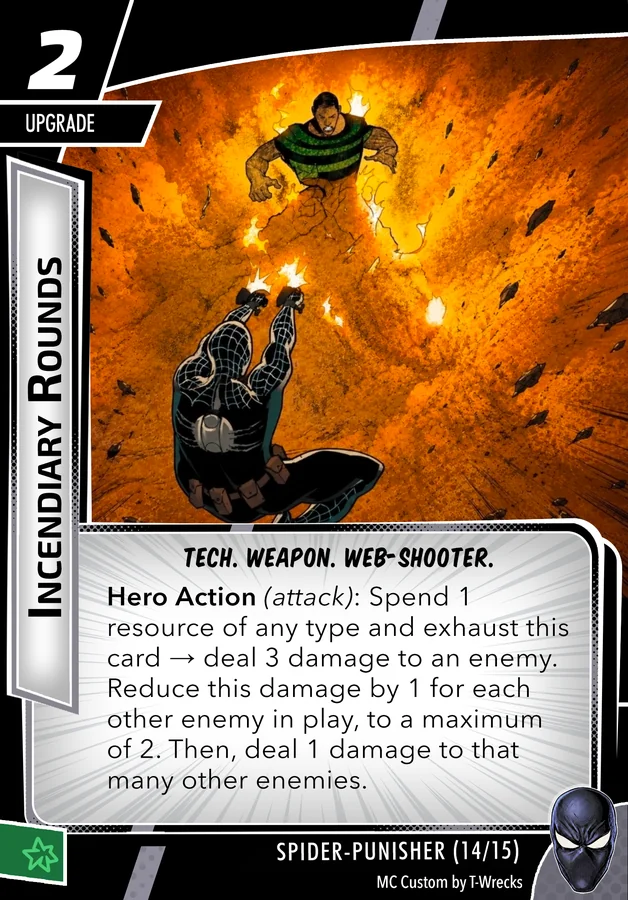 2
UPGRADE
INCENDIARY ROUNDS
TECH. WEAPON. WEB-SHOOTER.
Hero Action (attack): Spend 1
resource of any type and exhaust this
card → deal 3 damage to an enemy.
Reduce this damage by 1 for each
other enemy in play, to a maximum
of 2. Then, deal 1 damage to that
many other enemies.
SPIDER-PUNISHER (14/15)
MC Custom by T-Wrecks